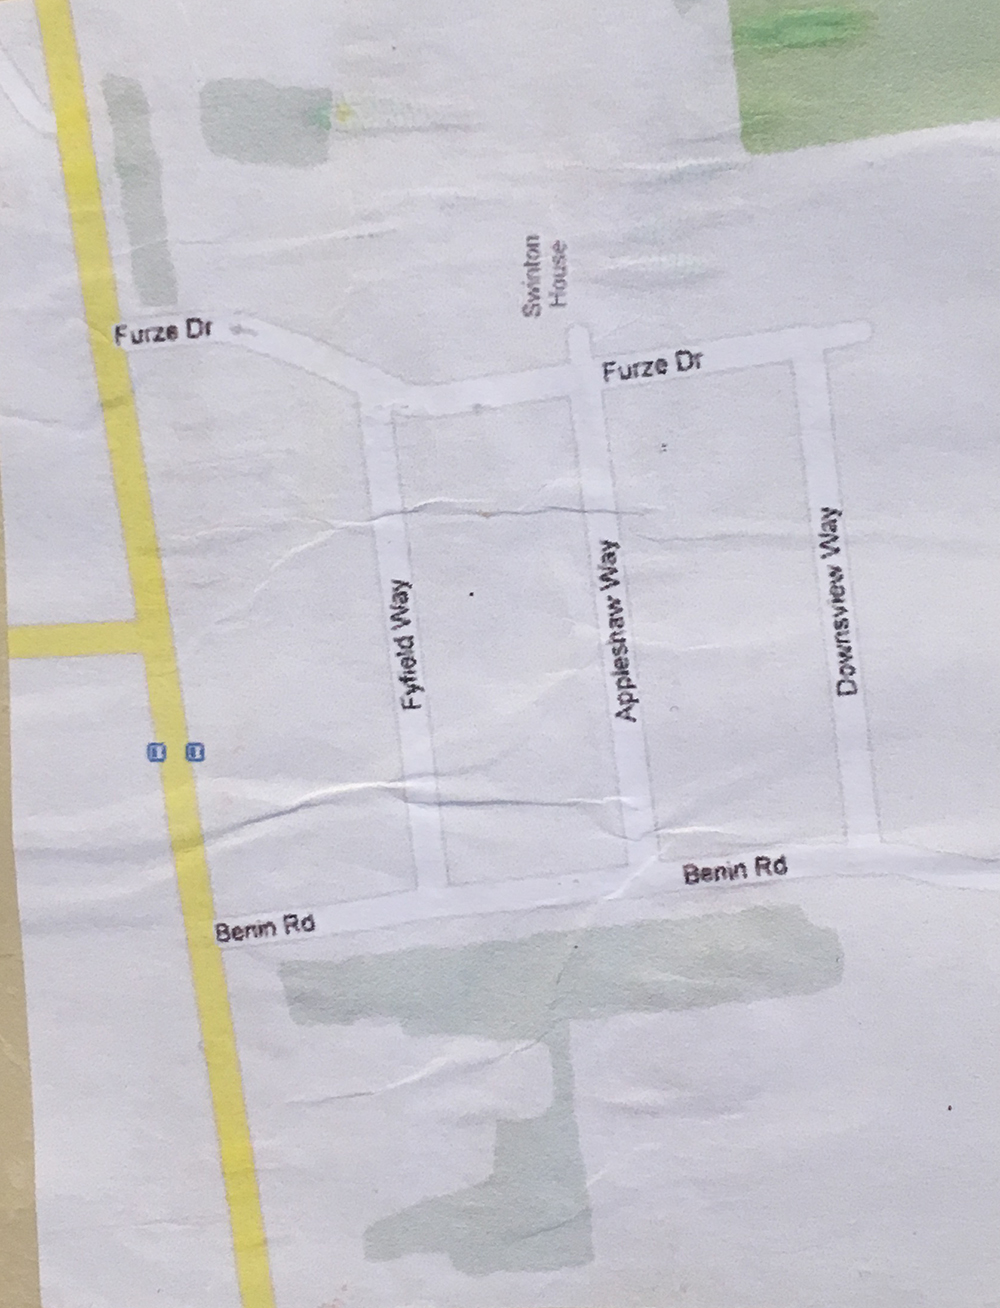 Swinton
House
Furze Dr
Furze Dr
Fyfield Way
Appleshaw Way
Downsview Way
Benin Rd
Benin Rd